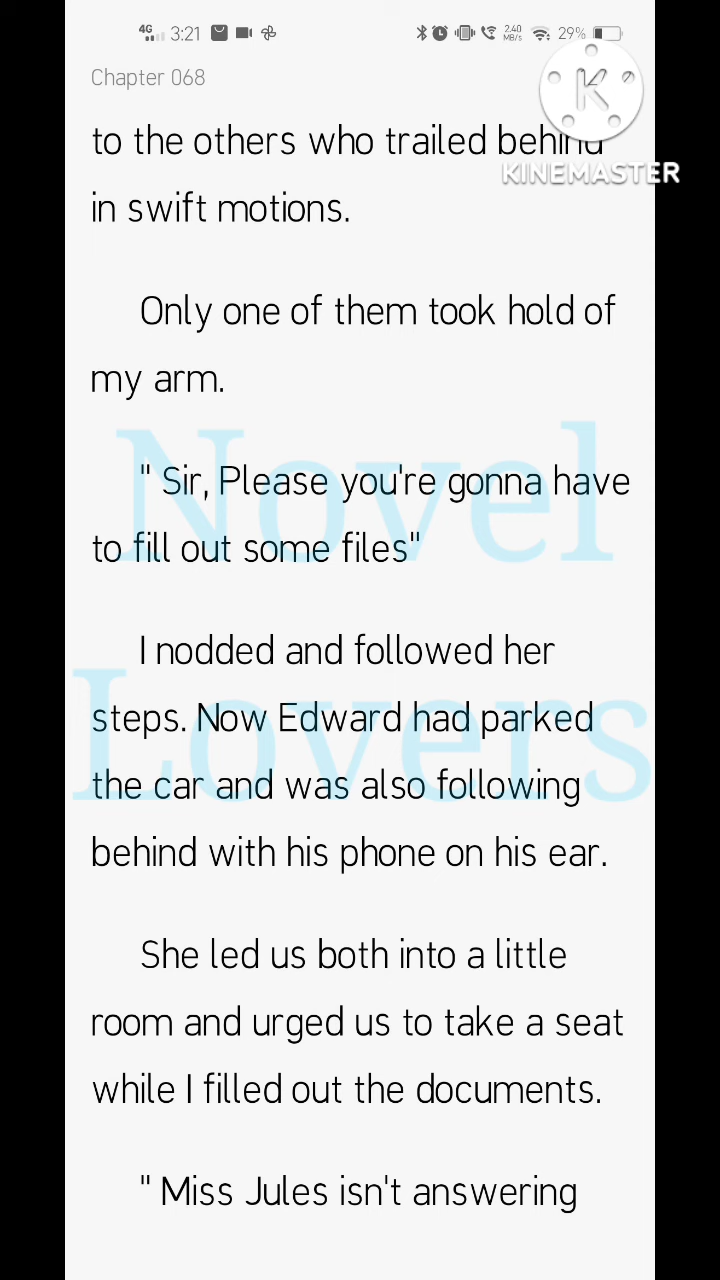 4G 3:21 2.40 MB/s 29%
Chapter 068
K
KINEMASTER
to the others who trailed behind
in swift motions.
Only one of them took hold of
my arm.
" Sir, Please you're gonna have
to fill out some files"
I nodded and followed her
steps. Now Edward had parked
the car and was also following
behind with his phone on his ear.
She led us both into a little
room and urged us to take a seat
while I filled out the documents.
" Miss Jules isn't answering
Novel
Lovers